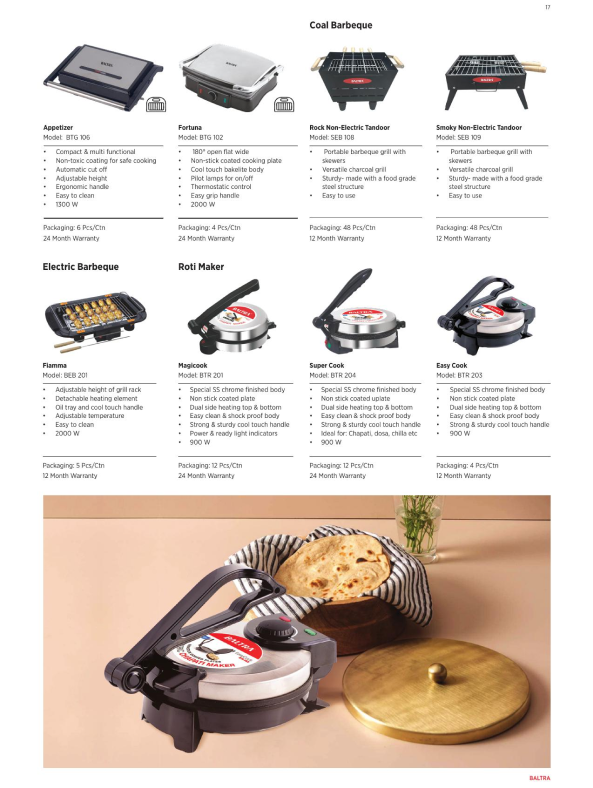 17
Coal Barbeque
Appetizer
Model:  BTG 106
• Compact & multi functional
• Non-toxic coating for safe cooking
• Automatic cut off
• Adjustable height
• Ergonomic handle
• Easy to clean
• 1300 W
Packaging: 6 Pcs/Ctn
24 Month Warranty
Fortuna
Model: BTG 102
• 180° open flat wide
• Non-stick coated cooking plate
• Cool touch bakelite body
• Pilot lamps for on/off
• Thermostatic control
• Easy grip handle
• 2000 W
Packaging: 4 Pcs/Ctn
24 Month Warranty
Rock Non-Electric Tandoor
Model: SEB 108
• Portable barbeque grill with
skewers
• Versatile charcoal grill
• Sturdy- made with a food grade
steel structure
• Easy to use
Packaging: 48 Pcs/Ctn
12 Month Warranty
Smoky Non-Electric Tandoor
Model: SEB 109
• Portable barbeque grill with
skewers
• Versatile charcoal grill
• Sturdy- made with a food grade
steel structure
• Easy to use
Packaging: 48 Pcs/Ctn
12 Month Warranty
Electric Barbeque
Roti Maker
Fiamma
Model: BEB 201
• Adjustable height of grill rack
• Detachable heating element
• Oil tray and cool touch handle
• Adjustable temperature
• Easy to clean
• 2000 W
Packaging: 5 Pcs/Ctn
12 Month Warranty
Magicook
Model: BTR 201
• Special SS chrome finished body
• Non stick coated plate
• Dual side heating top & bottom
• Easy clean & shock proof body
• Strong & sturdy cool touch handle
• Power & ready light indicators
• 900 W
Packaging: 12 Pcs/Ctn
24 Month Warranty
Super Cook
Model: BTR 204
• Special SS chrome finished body
• Non stick coated uplate
• Dual side heating top & bottom
• Easy clean & shock proof body
• Strong & sturdy cool touch handle
• Ideal for: Chapati, dosa, chilla etc
• 900 W
Packaging: 12 Pcs/Ctn
24 Month Warranty
Easy Cook
Model: BTR 203
• Special SS chrome finished body
• Non stick coated plate
• Dual side heating top & bottom
• Easy clean & shock proof body
• Strong & sturdy cool touch handle
• 900 W
Packaging: 4 Pcs/Ctn
12 Month Warranty
BALTRA
CHAPATI MAKER
BALTRA